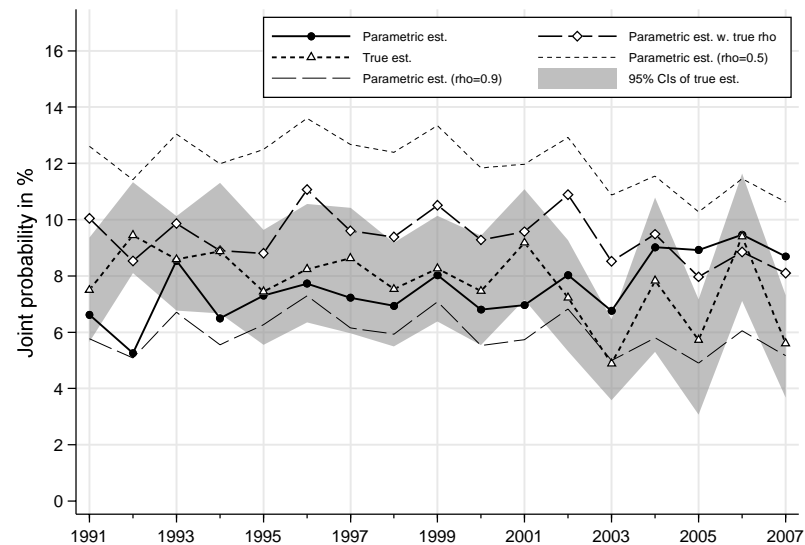 Parametric est.
Parametric est. w. true rho
True est.
Parametric est. (rho=0.5)
Parametric est. (rho=0.9)
95% CIs of true est.
Joint probability in %
16
14
12
10
8
6
4
2
0
1991 1993 1995 1997 1999 2001 2003 2005 2007